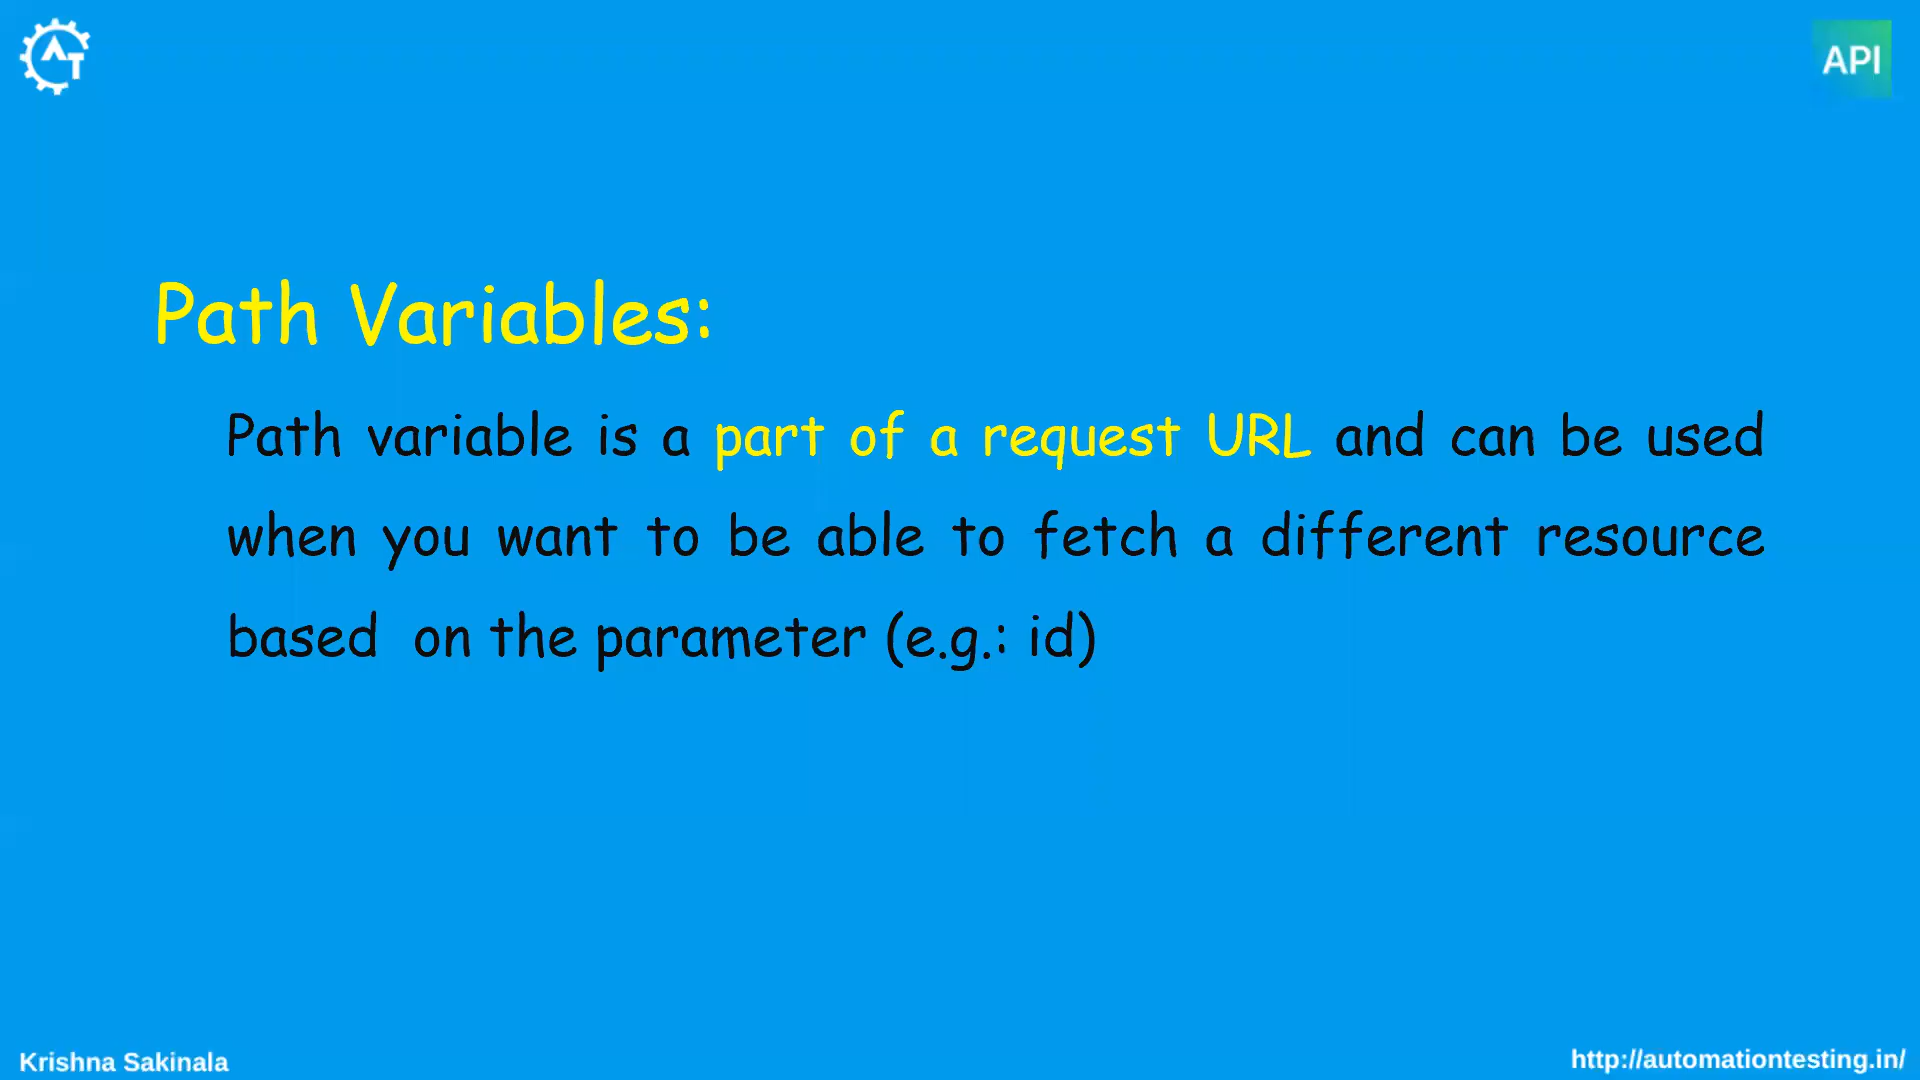 AT
API
Path Variables:
Path variable is a part of a request URL and can be used
when you want to be able to fetch a different resource
based  on the parameter (e.g.: id)
Krishna Sakinala
http://automationtesting.in/